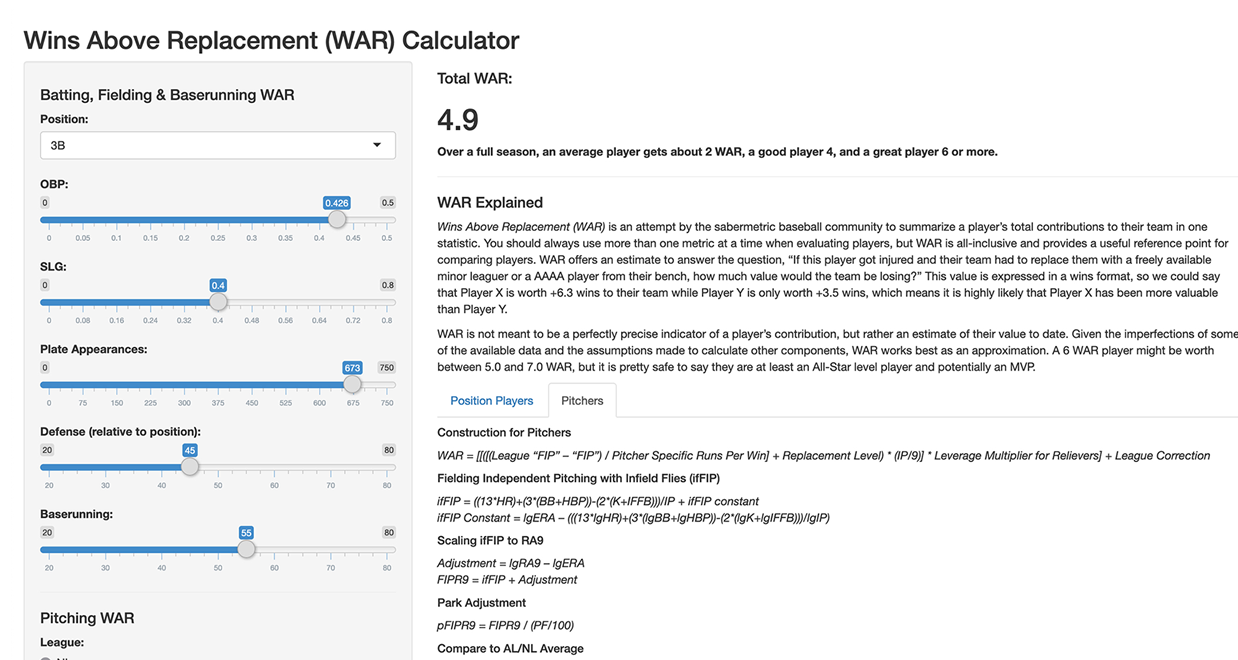 Wins Above Replacement (WAR) Calculator
Batting, Fielding & Baserunning WAR
Position:
3B
OBP:
0 0.426 0.5
0 0.05 0.1 0.15 0.2 0.25 0.3 0.35 0.4 0.45 0.5
SLG:
0 0.4 0.8
0 0.08 0.16 0.24 0.32 0.4 0.48 0.56 0.64 0.72 0.8
Plate Appearances:
0 673 750
0 75 150 225 300 375 450 525 600 675 750
Defense (relative to position):
20 45 80
20 30 40 50 60 70 80
Baserunning:
20 55 80
20 30 40 50 60 70 80
Pitching WAR
League:
Total WAR:
4.9
Over a full season, an average player gets about 2 WAR, a good player 4, and a great player 6 or more.
WAR Explained
Wins Above Replacement (WAR) is an attempt by the sabermetric baseball community to summarize a player's total contributions to their team in one
statistic. You should always use more than one metric at a time when evaluating players, but WAR is all-inclusive and provides a useful reference point for
comparing players. WAR offers an estimate to answer the question, “If this player got injured and their team had to replace them with a freely available
minor leaguer or a AAAA player from their bench, how much value would the team be losing?” This value is expressed in a wins format, so we could say
that Player X is worth +6.3 wins to their team while Player Y is only worth +3.5 wins, which means it is highly likely that Player X has been more valuable
than Player Y.
WAR is not meant to be a perfectly precise indicator of a player's contribution, but rather an estimate of their value to date. Given the imperfections of some
of the available data and the assumptions made to calculate other components, WAR works best as an approximation. A 6 WAR player might be worth
between 5.0 and 7.0 WAR, but it is pretty safe to say they are at least an All-Star level player and potentially an MVP.
Position Players Pitchers
Construction for Pitchers
WAR = [[([(League “FIP” – “FIP”) / Pitcher Specific Runs Per Win] + Replacement Level) * (IP/9)] * Leverage Multiplier for Relievers] + League Correction
Fielding Independent Pitching with Infield Flies (ifFIP)
ifFIP = ((13*HR)+(3*(BB+HBP))-(2*(K+IFFB)))/IP + ifFIP constant
ifFIP Constant = lgERA – (((13*lgHR)+(3*(lgBB+lgHBP))-(2*(lgK+lgIFFB)))/lgIP)
Scaling ifFIP to RA9
Adjustment = lgRA9 – lgERA
FIPR9 = ifFIP + Adjustment
Park Adjustment
pFIPR9 = FIPR9 / (PF/100)
Compare to AL/NL Average